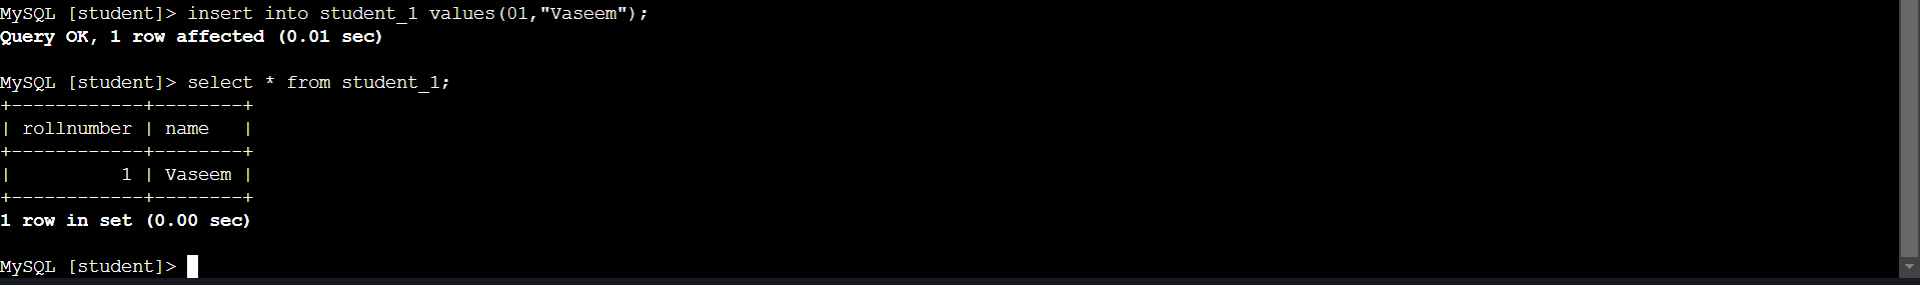 MySQL [student]> insert into student_1 values(01,"Vaseem");
Query OK, 1 row affected (0.01 sec)
MySQL [student]> select * from student_1;
+------------+--------+
| rollnumber | name   |
+------------+--------+
|          1 | Vaseem |
+------------+--------+
1 row in set (0.00 sec)
MySQL [student]>